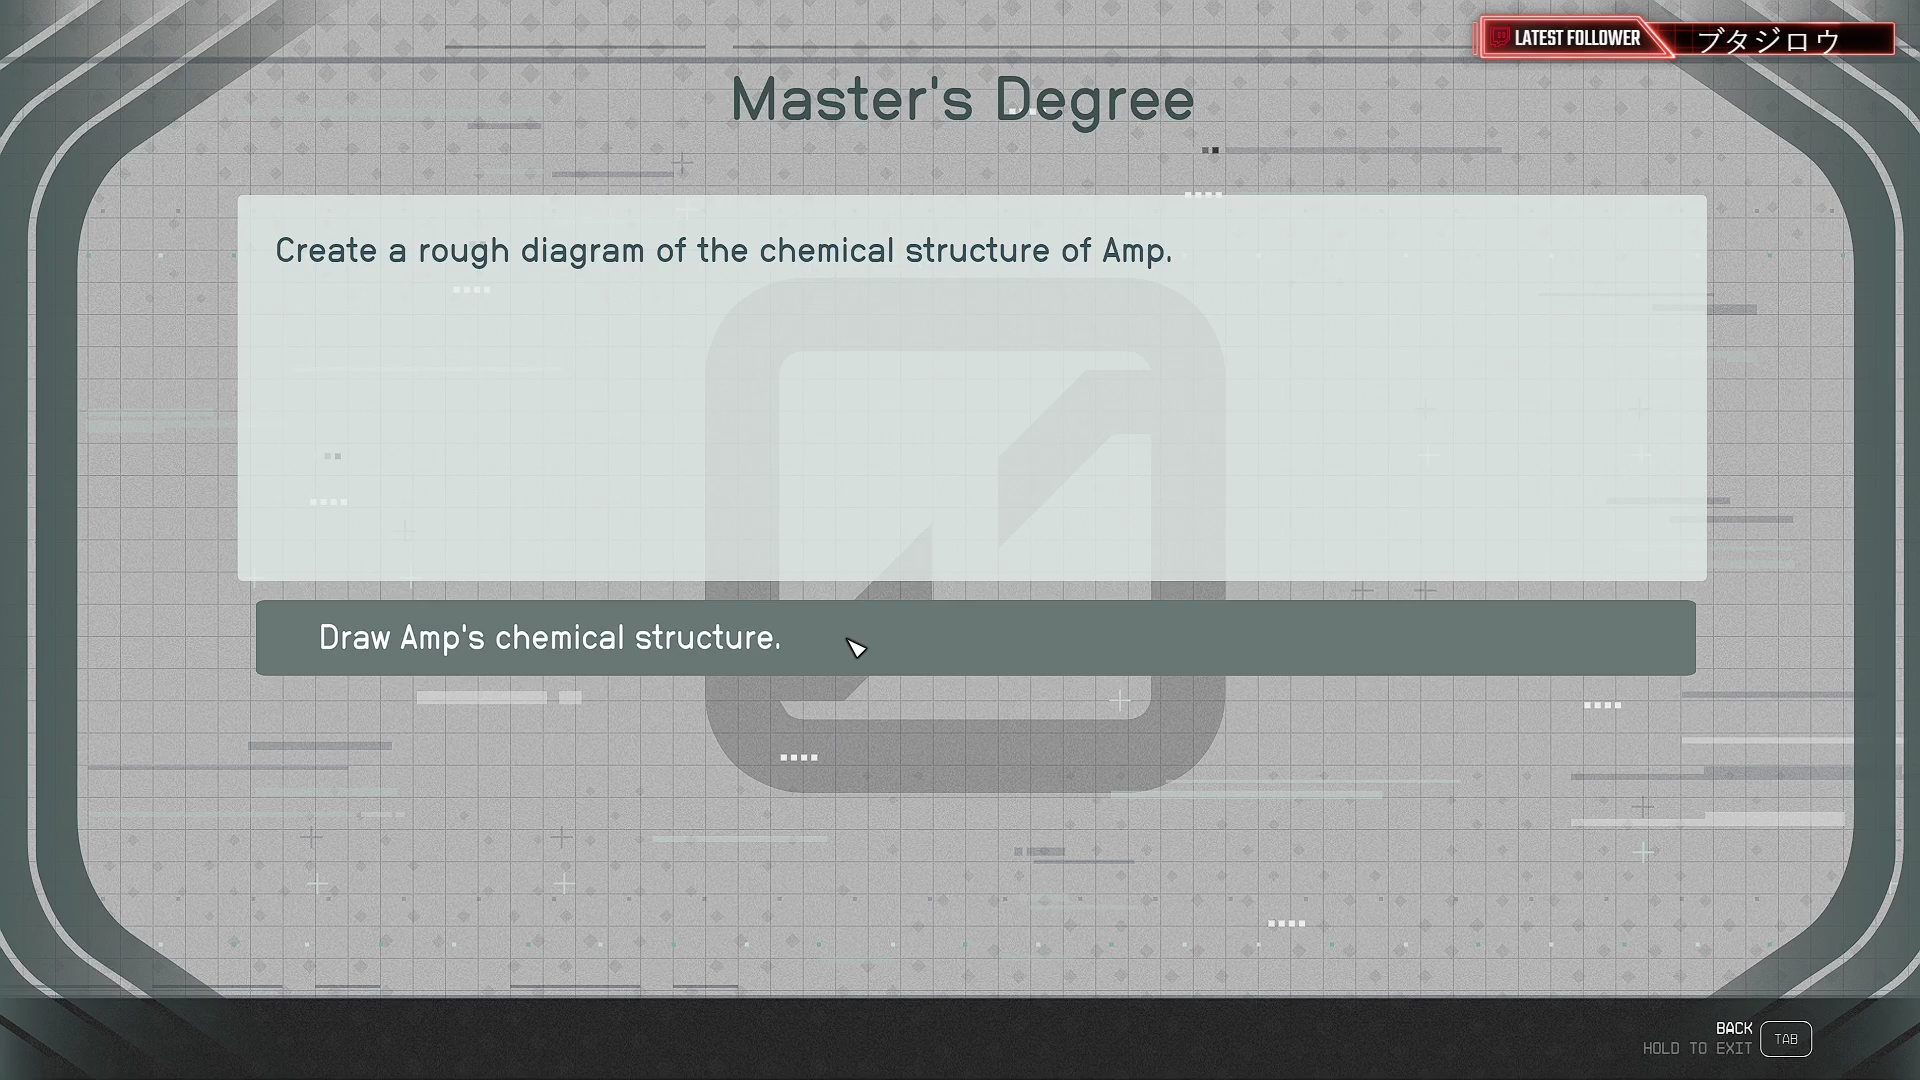 LATEST FOLLOWER ブタジロウ
Master's Degree
Create a rough diagram of the chemical structure of Amp.
Draw Amp's chemical structure.
BACK
HOLD TO EXIT
TAB